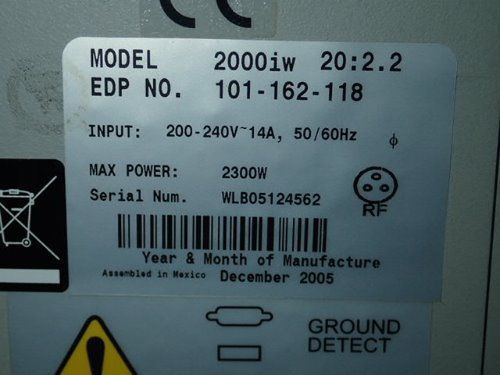 CE
MODEL 2000iw 20:2.2
EDP NO. 101-162-118
INPUT: 200-240V~14A, 50/60Hz ϕ
MAX POWER: 2300W
Serial Num. WLB05124562
RF
Year & Month of Manufacture
Assembled in Mexico December 2005
GROUND
DETECT